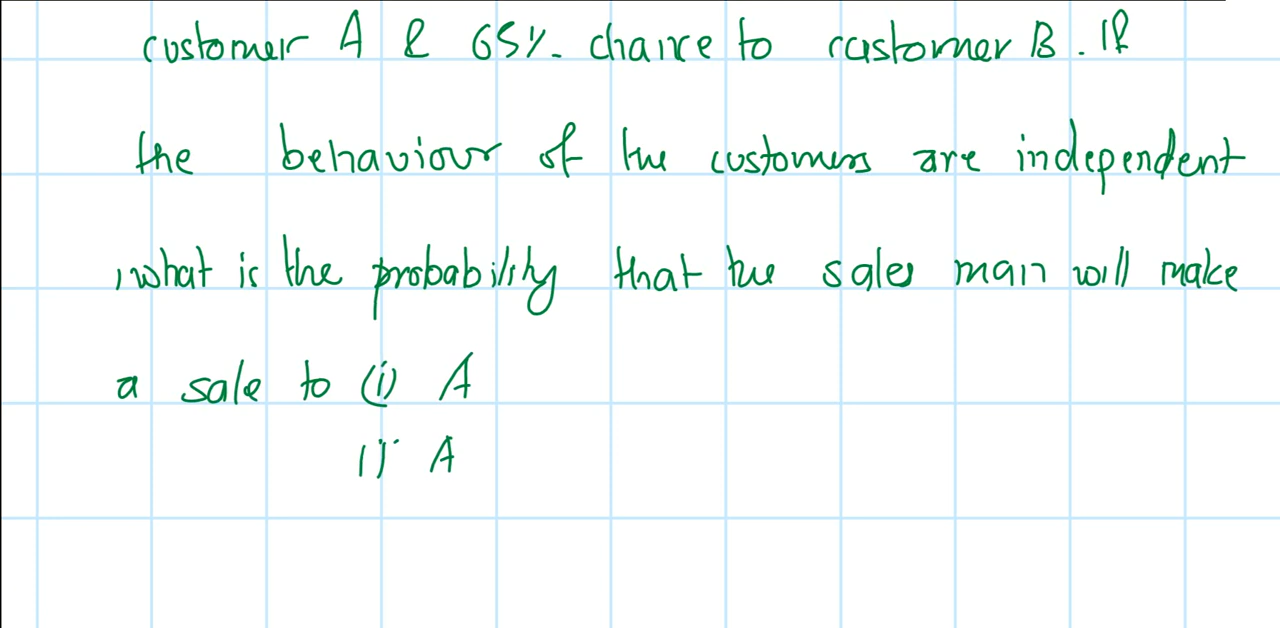 customer A & 65% chance to customer B. If
the behaviour of the customers are independent
, what is the probability that the sales man will make
a sale to (i) A
ii A